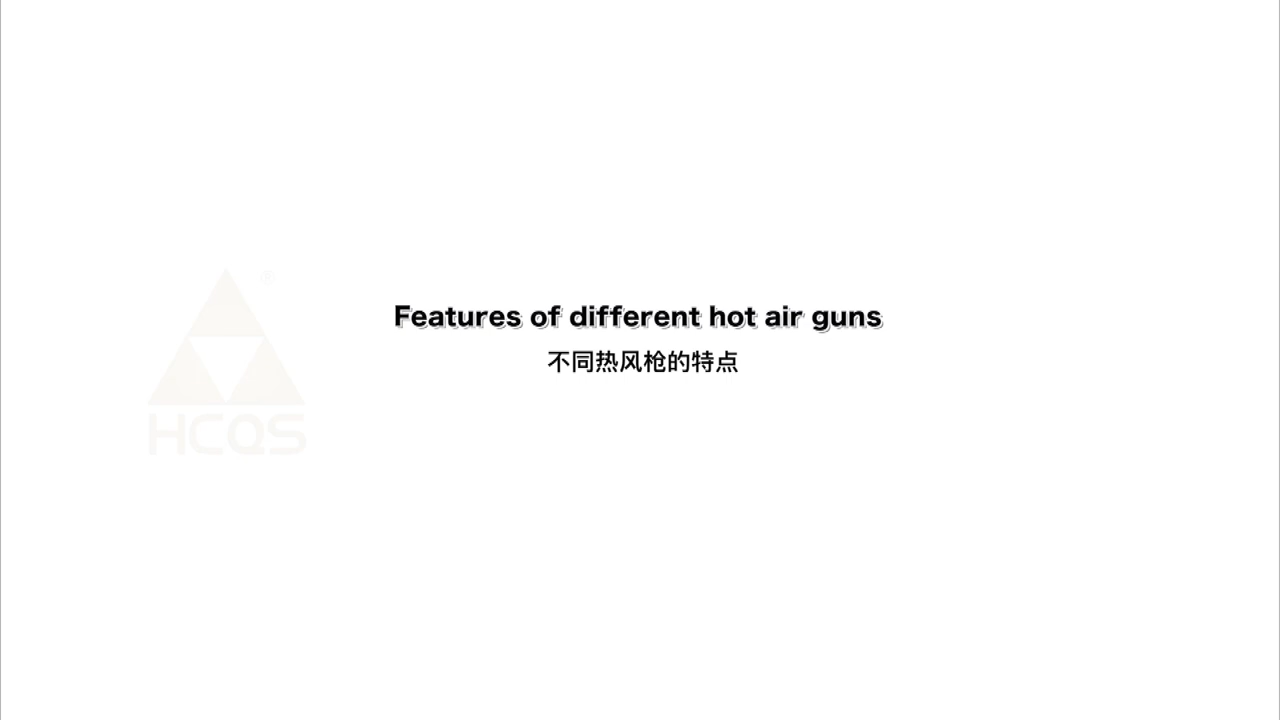 ®
Features of different hot air guns
不同热风枪的特点
HCQS